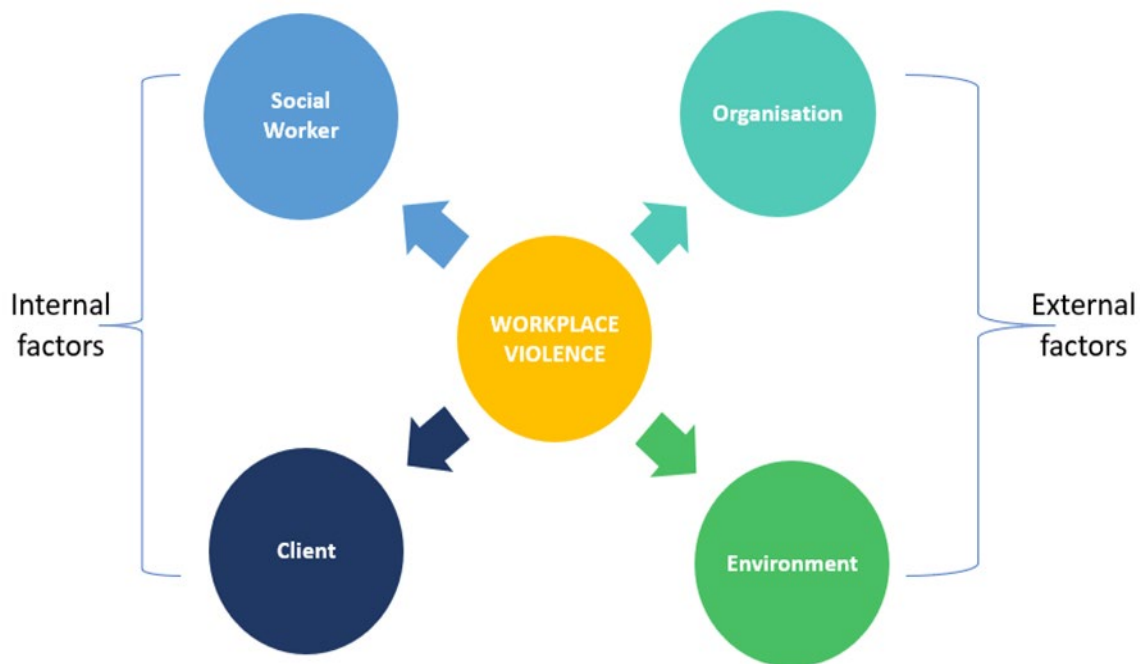 Social
Worker
Organisation
Internal
factors
WORKPLACE
VIOLENCE
External
factors
Client
Environment